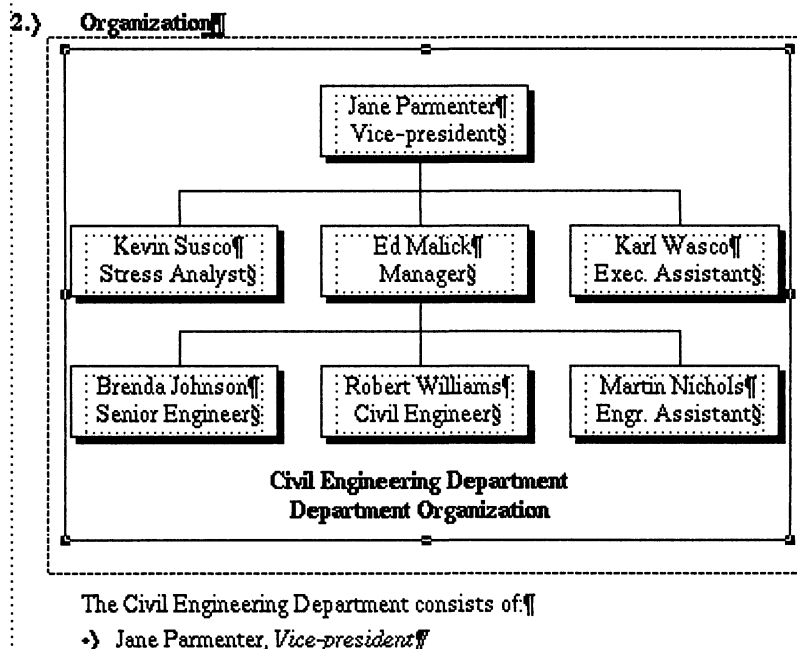 2.) Organization¶
Jane Parmenter¶
Vice-president§
Kevin Susco¶
Stress Analyst§
Ed Malick¶
Manager§
Karl Wasco¶
Exec. Assistant§
Brenda Johnson¶
Senior Engineer§
Robert Williams¶
Civil Engineer§
Martin Nichols¶
Engr. Assistant§
Civil Engineering Department
Department Organization
The Civil Engineering Department consists of:¶
•) Jane Parmenter, Vice-president¶